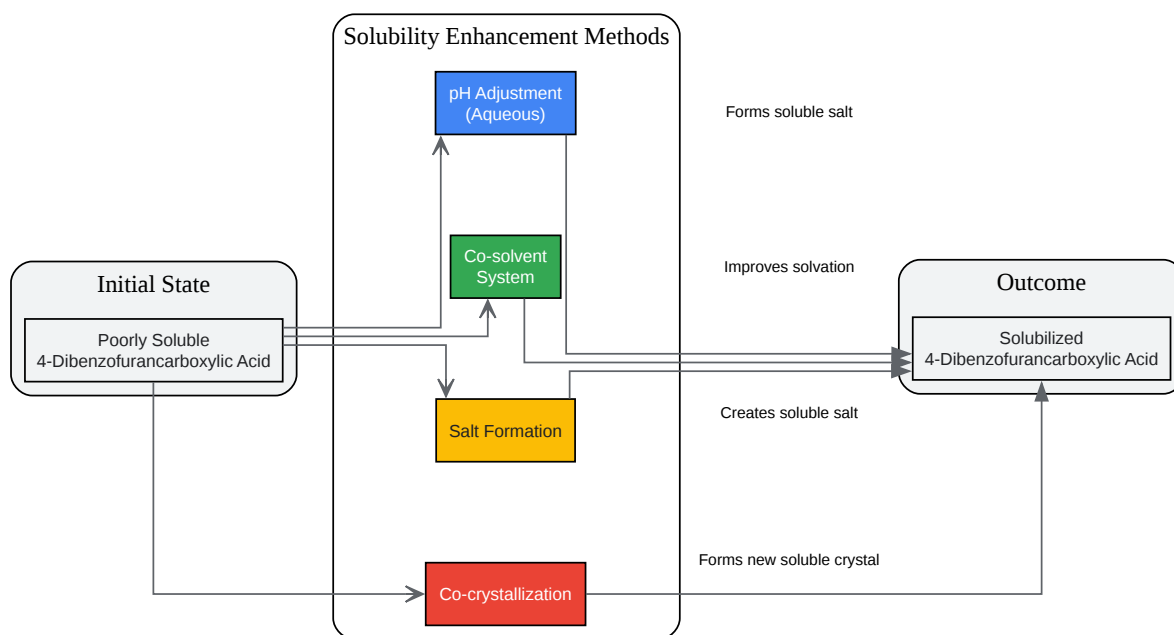 Solubility Enhancement Methods
pH Adjustment
(Aqueous)
Forms soluble salt
Co-solvent
System
Improves solvation
Initial State
Poorly Soluble
4-Dibenzofurancarboxylic Acid
Outcome
Solubilized
4-Dibenzofurancarboxylic Acid
Salt Formation
Creates soluble salt
Co-crystallization
Forms new soluble crystal